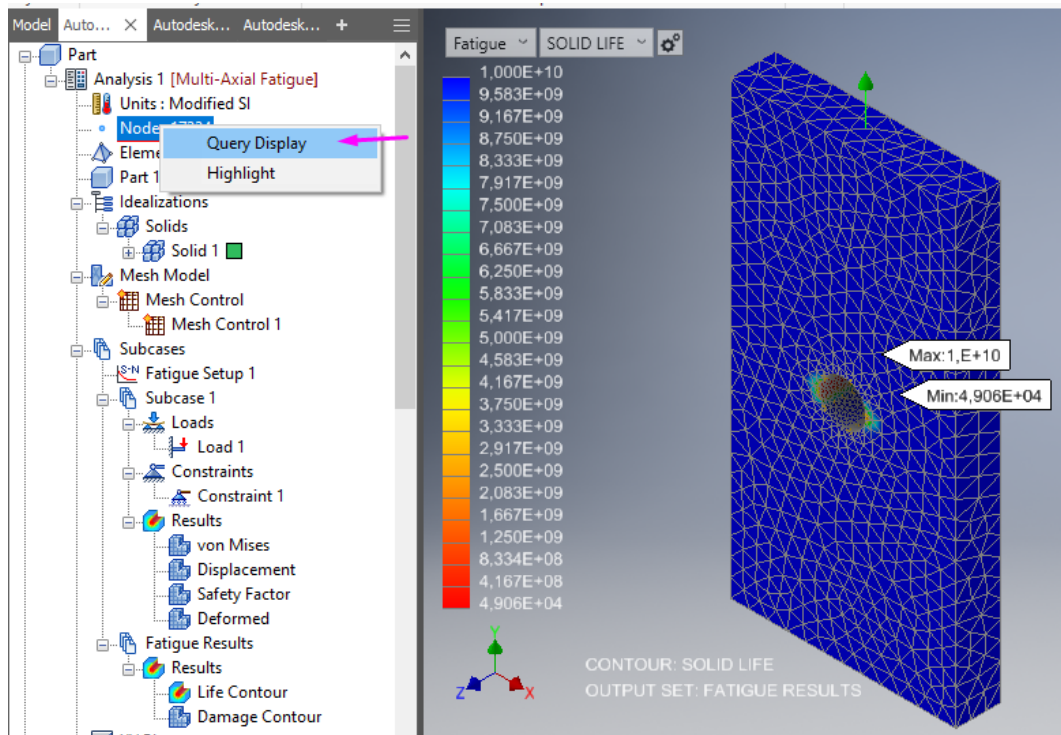 Model Auto... Autodesk... Autodesk... +
Part
Analysis 1 [Multi-Axial Fatigue]
Units : Modified SI
Query Display
Highlight
Part 1
Idealizations
Solids
Solid 1
Mesh Model
Mesh Control
Mesh Control 1
Subcases
S-N Fatigue Setup 1
Subcase 1
Loads
Load 1
Constraints
Constraint 1
Results
von Mises
Displacement
Safety Factor
Deformed
Fatigue Results
Results
Life Contour
Damage Contour
Fatigue SOLID LIFE
1,000E+10
9,583E+09
9,167E+09
8,750E+09
8,333E+09
7,917E+09
7,500E+09
7,083E+09
6,667E+09
6,250E+09
5,833E+09
5,417E+09
5,000E+09
4,583E+09
4,167E+09
3,750E+09
3,333E+09
2,917E+09
2,500E+09
2,083E+09
1,667E+09
1,250E+09
8,334E+08
4,167E+08
4,906E+04
Max:1,E+10
Min:4,906E+04
Y
Z
X
CONTOUR: SOLID LIFE
OUTPUT SET: FATIGUE RESULTS